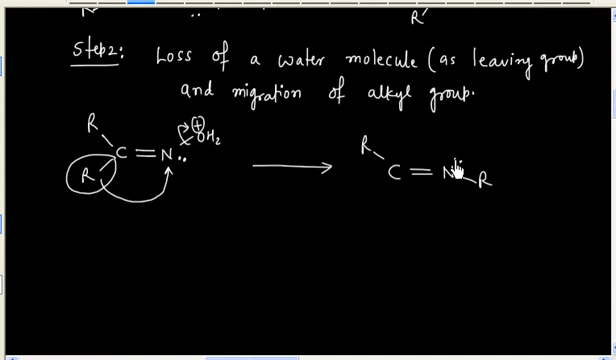 R
R
Step2: Loss of a water molecule (as leaving group)
and migration of alkyl group.
R
C = N : + OH2
R
R
C = N - R